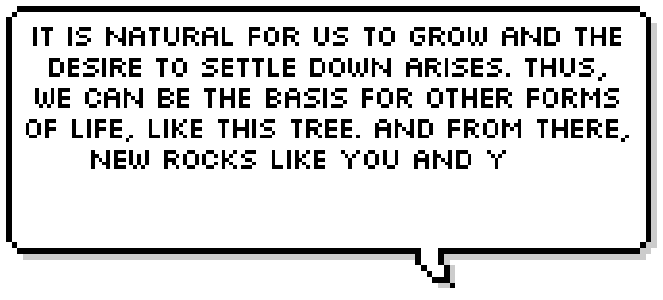 IT IS NATURAL FOR US TO GROW AND THE
DESIRE TO SETTLE DOWN ARISES. THUS,
WE CAN BE THE BASIS FOR OTHER FORMS
OF LIFE, LIKE THIS TREE. AND FROM THERE,
NEW ROCKS LIKE YOU AND Y